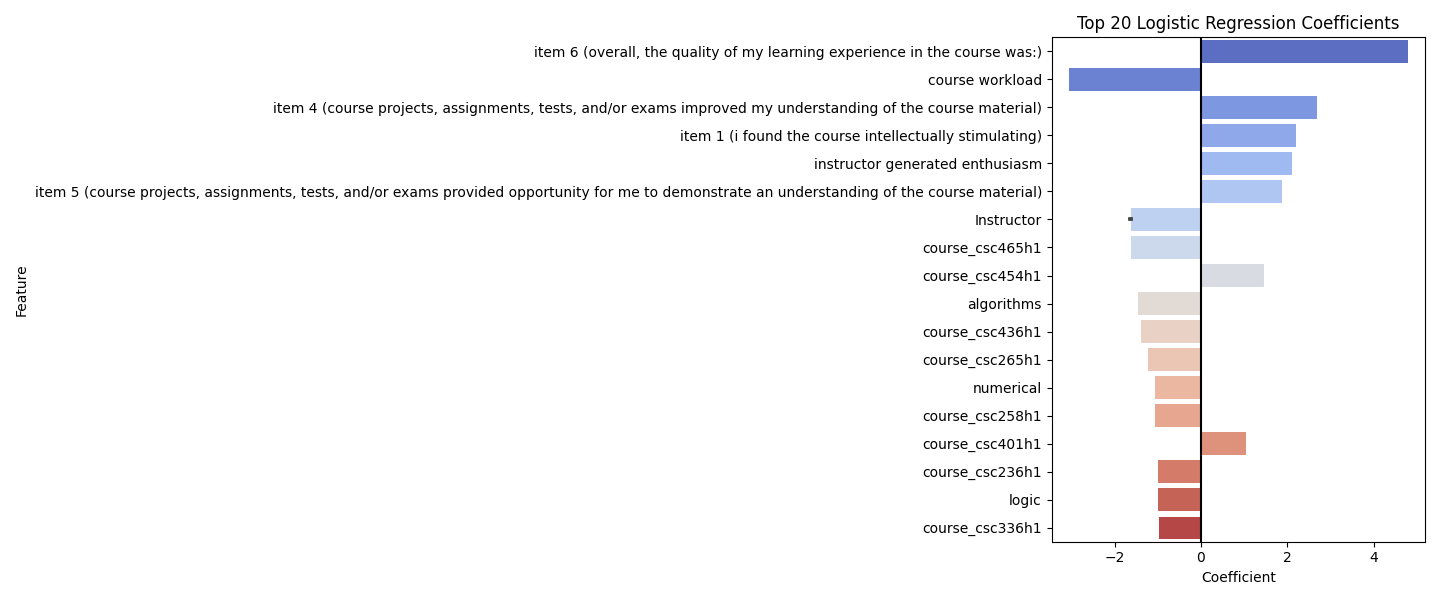 Top 20 Logistic Regression Coefficients
item 6 (overall, the quality of my learning experience in the course was:)
course workload
item 4 (course projects, assignments, tests, and/or exams improved my understanding of the course material)
item 1 (i found the course intellectually stimulating)
instructor generated enthusiasm
item 5 (course projects, assignments, tests, and/or exams provided opportunity for me to demonstrate an understanding of the course material)
Instructor
course_csc465h1
course_csc454h1
algorithms
course_csc436h1
course_csc265h1
numerical
course_csc258h1
course_csc401h1
course_csc236h1
logic
course_csc336h1
Feature
−2 0 2 4
Coefficient